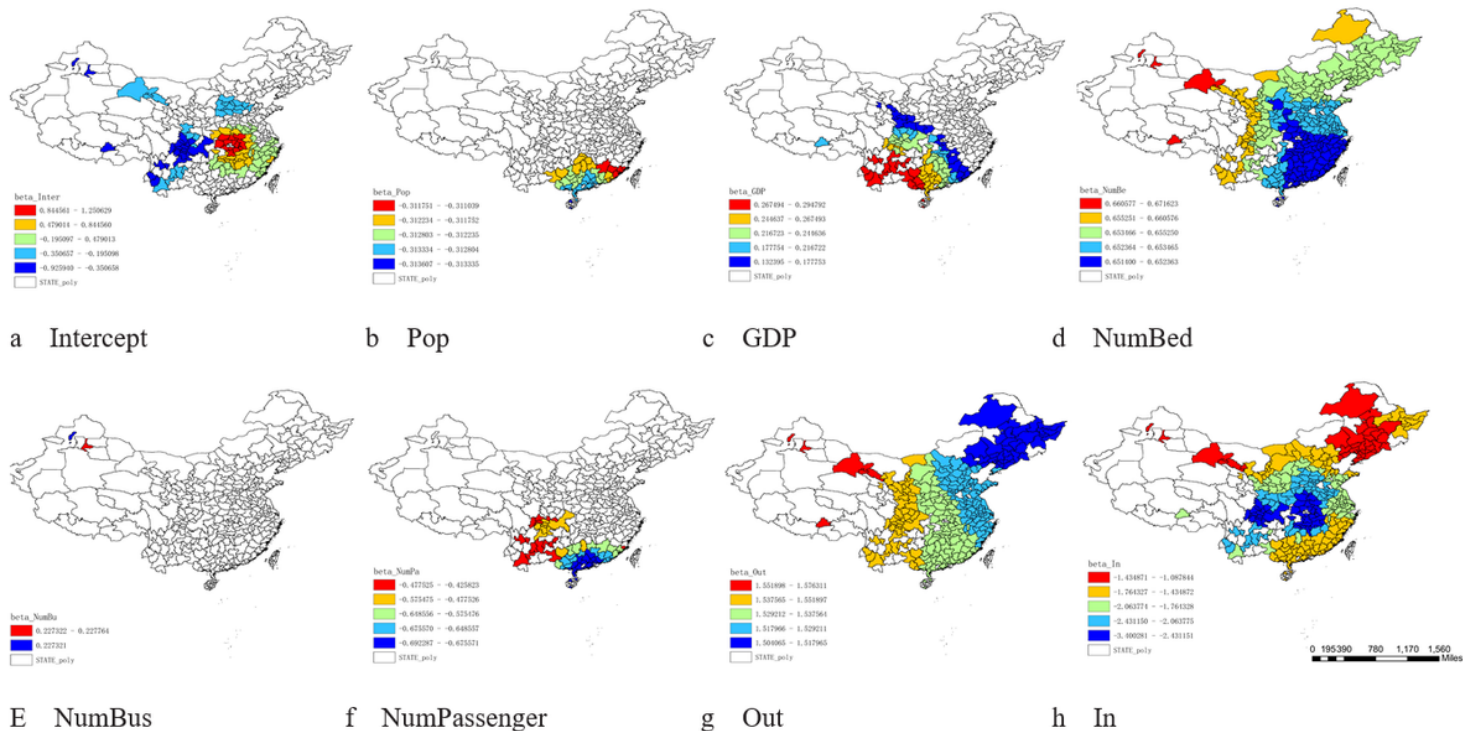 beta_Inter
0.844561 - 1.250629
0.479014 - 0.844560
-0.195097 - 0.479013
-0.350657 - -0.195098
-0.925940 - -0.350658
STATE_poly
beta_Pop
-0.311751 - -0.311039
-0.312234 - -0.311752
-0.312803 - -0.312235
-0.313334 - -0.312804
-0.313607 - -0.313335
STATE_poly
beta_GDP
0.267494 - 0.294792
0.244637 - 0.267493
0.216723 - 0.244636
0.177754 - 0.216722
0.132395 - 0.177753
STATE_poly
beta_NumBe
0.660577 - 0.671623
0.655251 - 0.660576
0.653466 - 0.655250
0.652364 - 0.653465
0.651400 - 0.652363
STATE_poly
a Intercept
b Pop
c GDP
d NumBed
beta_NumBu
0.227322 - 0.227764
0.227321
STATE_poly
beta_NumPa
-0.477525 - -0.425823
-0.575475 - -0.477526
-0.648556 - -0.575476
-0.675570 - -0.648557
-0.692287 - -0.675571
STATE_poly
beta_Out
1.551898 - 1.576311
1.537565 - 1.551897
1.529212 - 1.537564
1.517966 - 1.529211
1.504065 - 1.517965
STATE_poly
beta_In
-1.434871 - -1.087844
-1.764327 - -1.434872
-2.063774 - -1.764328
-2.431150 - -2.063775
-3.400281 - -2.431151
STATE_poly
0 195390 780 1,170 1,560
Miles
E NumBus
f NumPassenger
g Out
h In